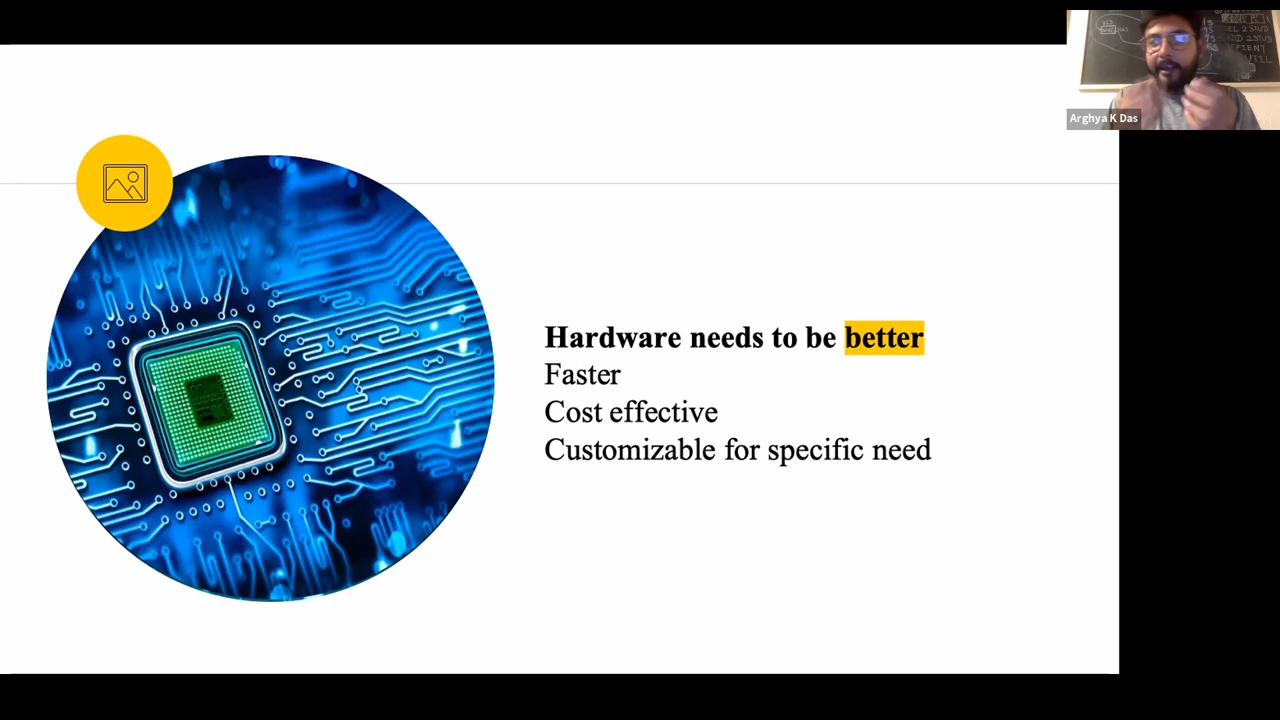 Arghya K Das
Hardware needs to be better
Faster
Cost effective
Customizable for specific need